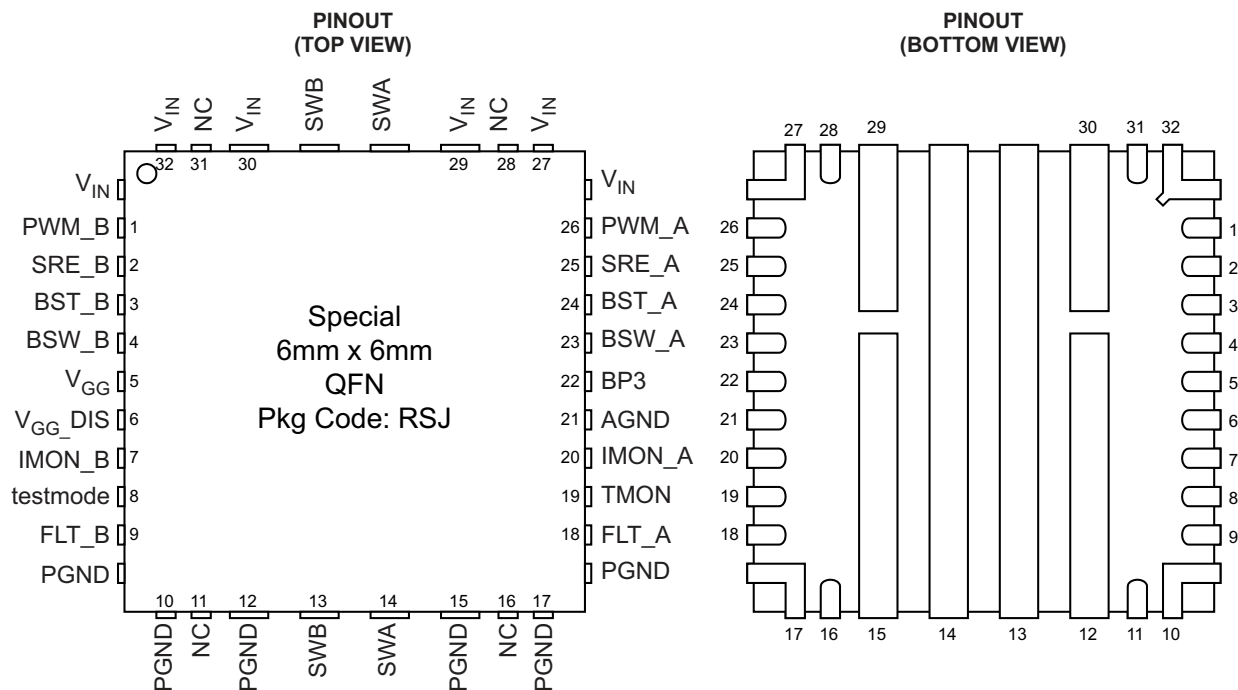 PINOUT
(TOP VIEW)
VIN
NC
VIN
SWB
SWA
VIN
NC
VIN
32
31
30
29
28
27
VIN
VIN
PWM_B 1
26 PWM_A
SRE_B 2
25 SRE_A
BST_B 3
24 BST_A
BSW_B 4
23 BSW_A
VGG 5
22 BP3
VGG_DIS 6
21 AGND
IMON_B 7
20 IMON_A
testmode 8
19 TMON
FLT_B 9
18 FLT_A
PGND
PGND
Special
6mm x 6mm
QFN
Pkg Code: RSJ
10
11
12
13
14
15
16
17
PGND
NC
PGND
SWB
SWA
PGND
NC
PGND
PINOUT
(BOTTOM VIEW)
27
28
29
30
31
32
26
1
25
2
24
3
23
4
22
5
21
6
20
7
19
8
18
9
17
16
15
14
13
12
11
10